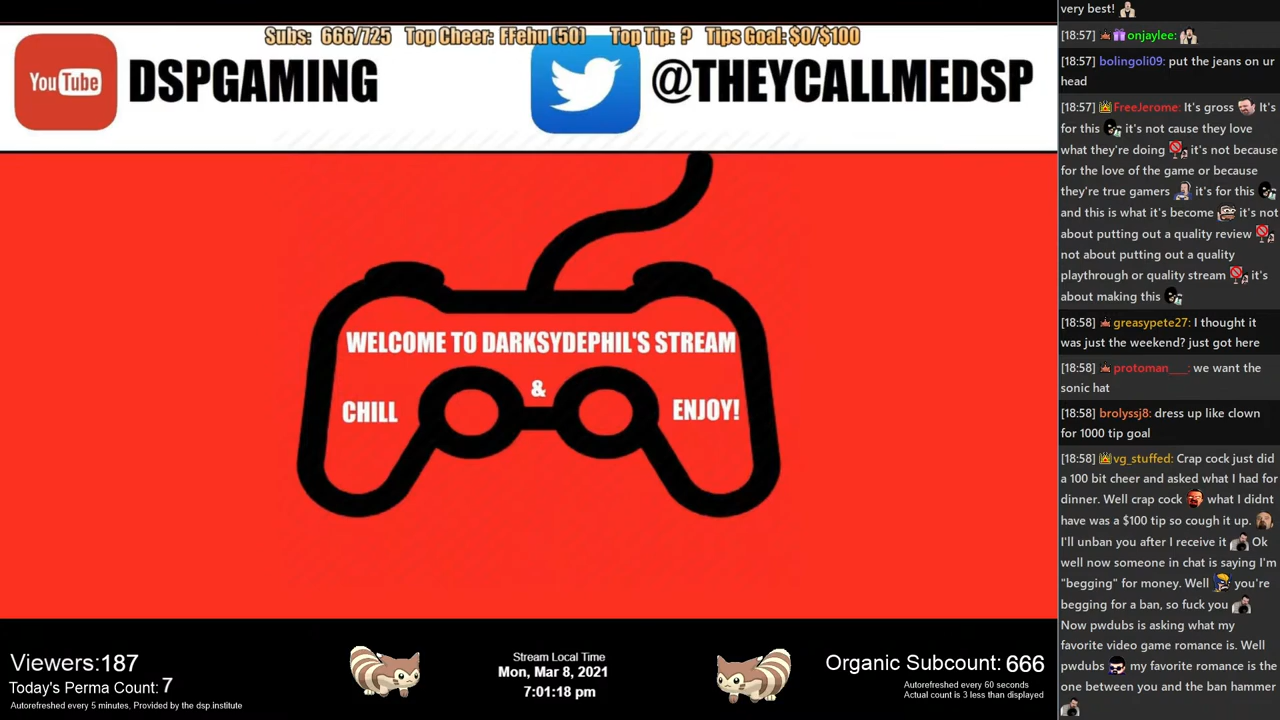 Subs: 666/725 Top Cheer: FFehu (50) Top Tip: ? Tips Goal: $0/$100
YouTube DSPGAMING @THEYCALLMEDSP
WELCOME TO DARKSYDEPHIL'S STREAM
&
CHILL ENJOY!
Viewers:187
Today's Perma Count: 7
Autorefreshed every 5 minutes, Provided by the dsp.institute
Stream Local Time
Mon, Mar 8, 2021
7:01:18 pm
Organic Subcount: 666
Autorefreshed every 60 seconds
Actual count is 3 less than displayed
very best!
[18:57] onjaylee:
[18:57] bolingoli09: put the jeans on ur
head
[18:57] FreeJerome: It's gross It's
for this it's not cause they love
what they're doing it's not because
for the love of the game or because
they're true gamers it's for this
and this is what it's become it's not
about putting out a quality review
not about putting out a quality
playthrough or quality stream it's
about making this
[18:58] greasypete27: I thought it
was just the weekend? just got here
[18:58] protoman___: we want the
sonic hat
[18:58] brolyssj8: dress up like clown
for 1000 tip goal
[18:58] vg_stuffed: Crap cock just did
a 100 bit cheer and asked what I had for
dinner. Well crap cock what I didnt
have was a $100 tip so cough it up.
I'll unban you after I receive it Ok
well now someone in chat is saying I'm
"begging" for money. Well you're
begging for a ban, so fuck you
Now pwdubs is asking what my
favorite video game romance is. Well
pwdubs my favorite romance is the
one between you and the ban hammer